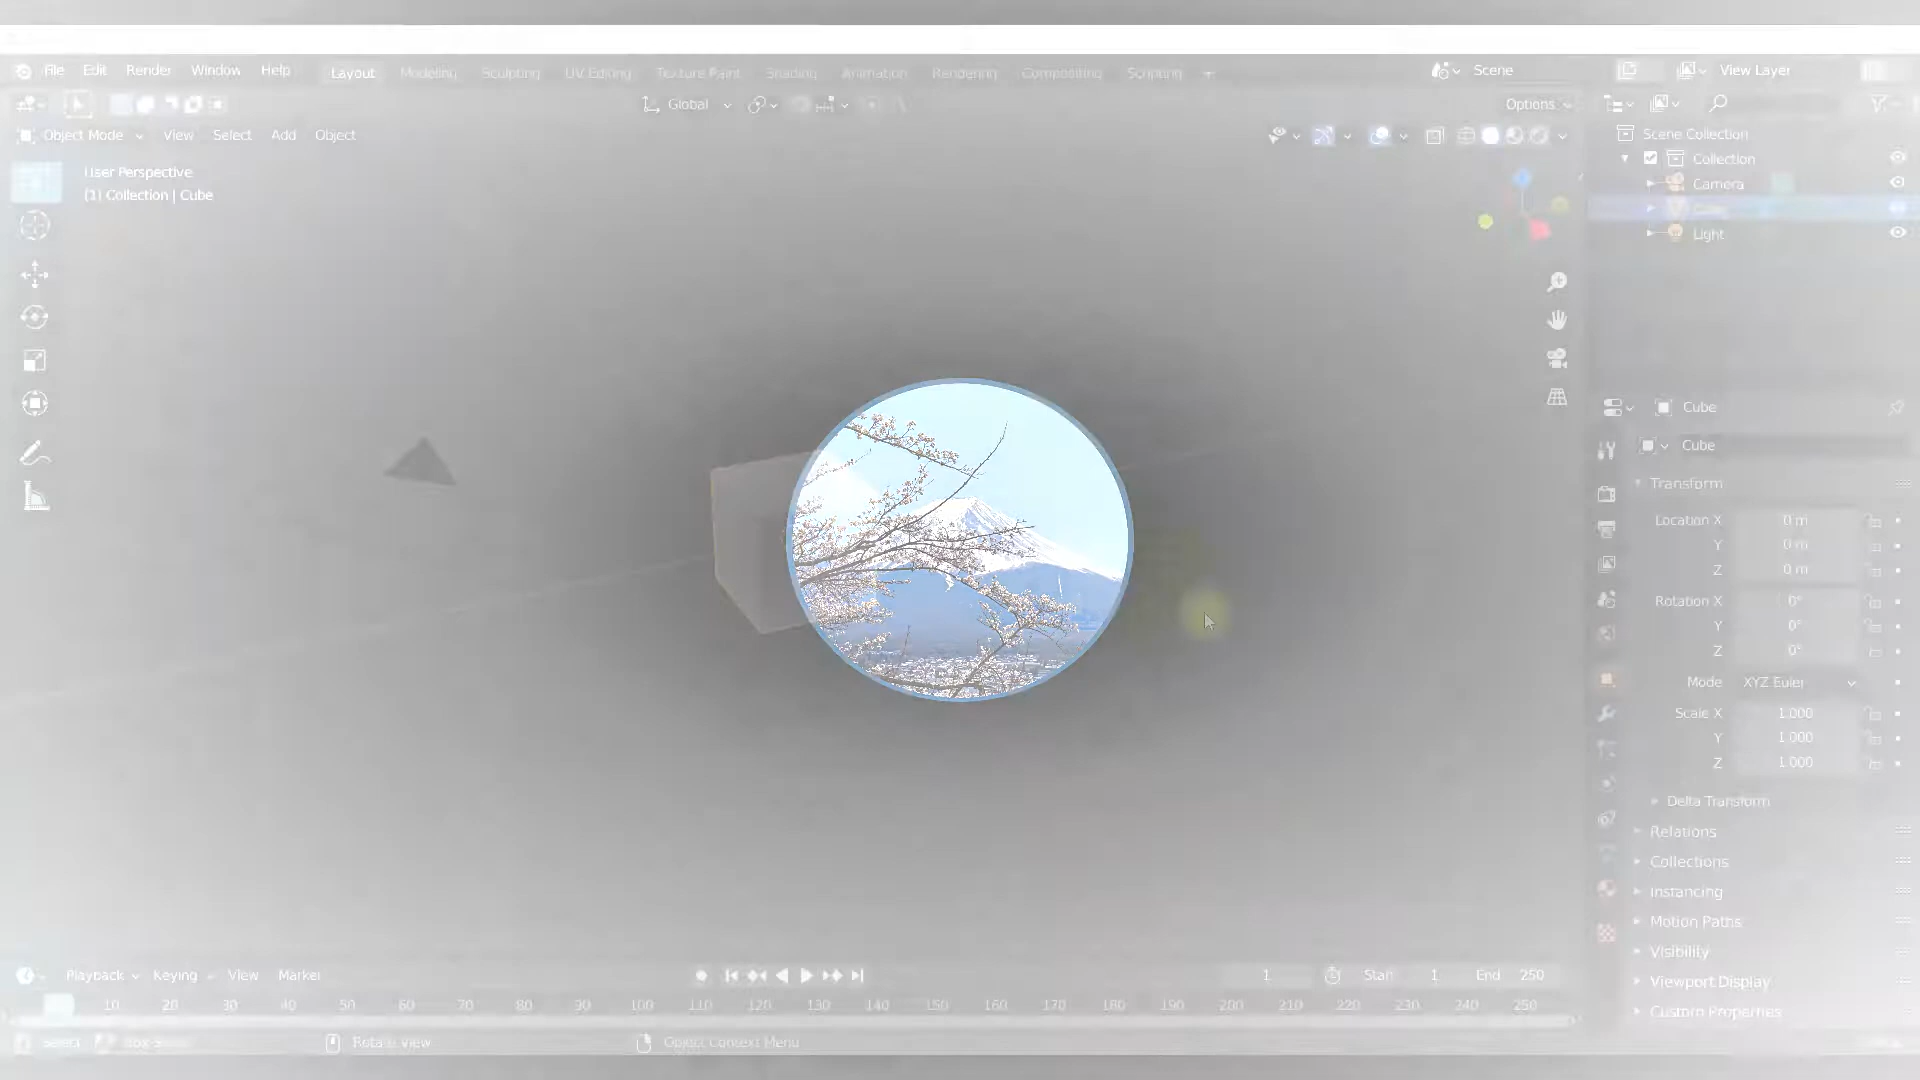 File Edit Render Window Help Layout Modeling Sculpting UV Editing Texture Paint Shading Animation Rendering Compositing Scripting + Scene View Layer
Global Options
Object Mode View Select Add Object
User Perspective
(1) Collection | Cube
Scene Collection
Collection
Camera
Light
Cube
Cube
Transform
Location X 0 m
Y 0 m
Z 0 m
Rotation X 0°
Y 0°
Z 0°
Mode XYZ Euler
Scale X 1.000
Y 1.000
Z 1.000
Delta Transform
Relations
Collections
Instancing
Motion Paths
Visibility
Viewport Display
Custom Properties
Playback Keying View Marker 1 Start 1 End 250
10 20 30 40 50 60 70 80 90 100 110 120 130 140 150 160 170 180 190 200 210 220 230 240 250
Select Rotate View Object Context Menu